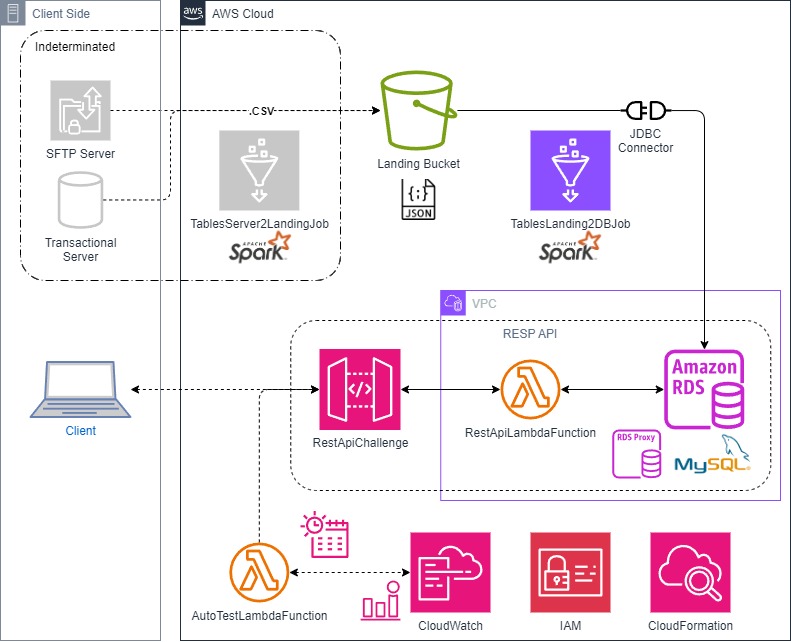 Client Side
aws
AWS Cloud
Indeterminated
.CSV
SFTP Server
Landing Bucket
JDBC
Connector
{;}
JSON
TablesServer2LandingJob
TablesLanding2DBJob
APACHE
Spark
APACHE
Spark
Transactional
Server
VPC
RESP API
Amazon
RDS
</>
Client
RestApiChallenge
RestApiLambdaFunction
RDS Proxy
MySQL
AutoTestLambdaFunction
CloudWatch
IAM
CloudFormation